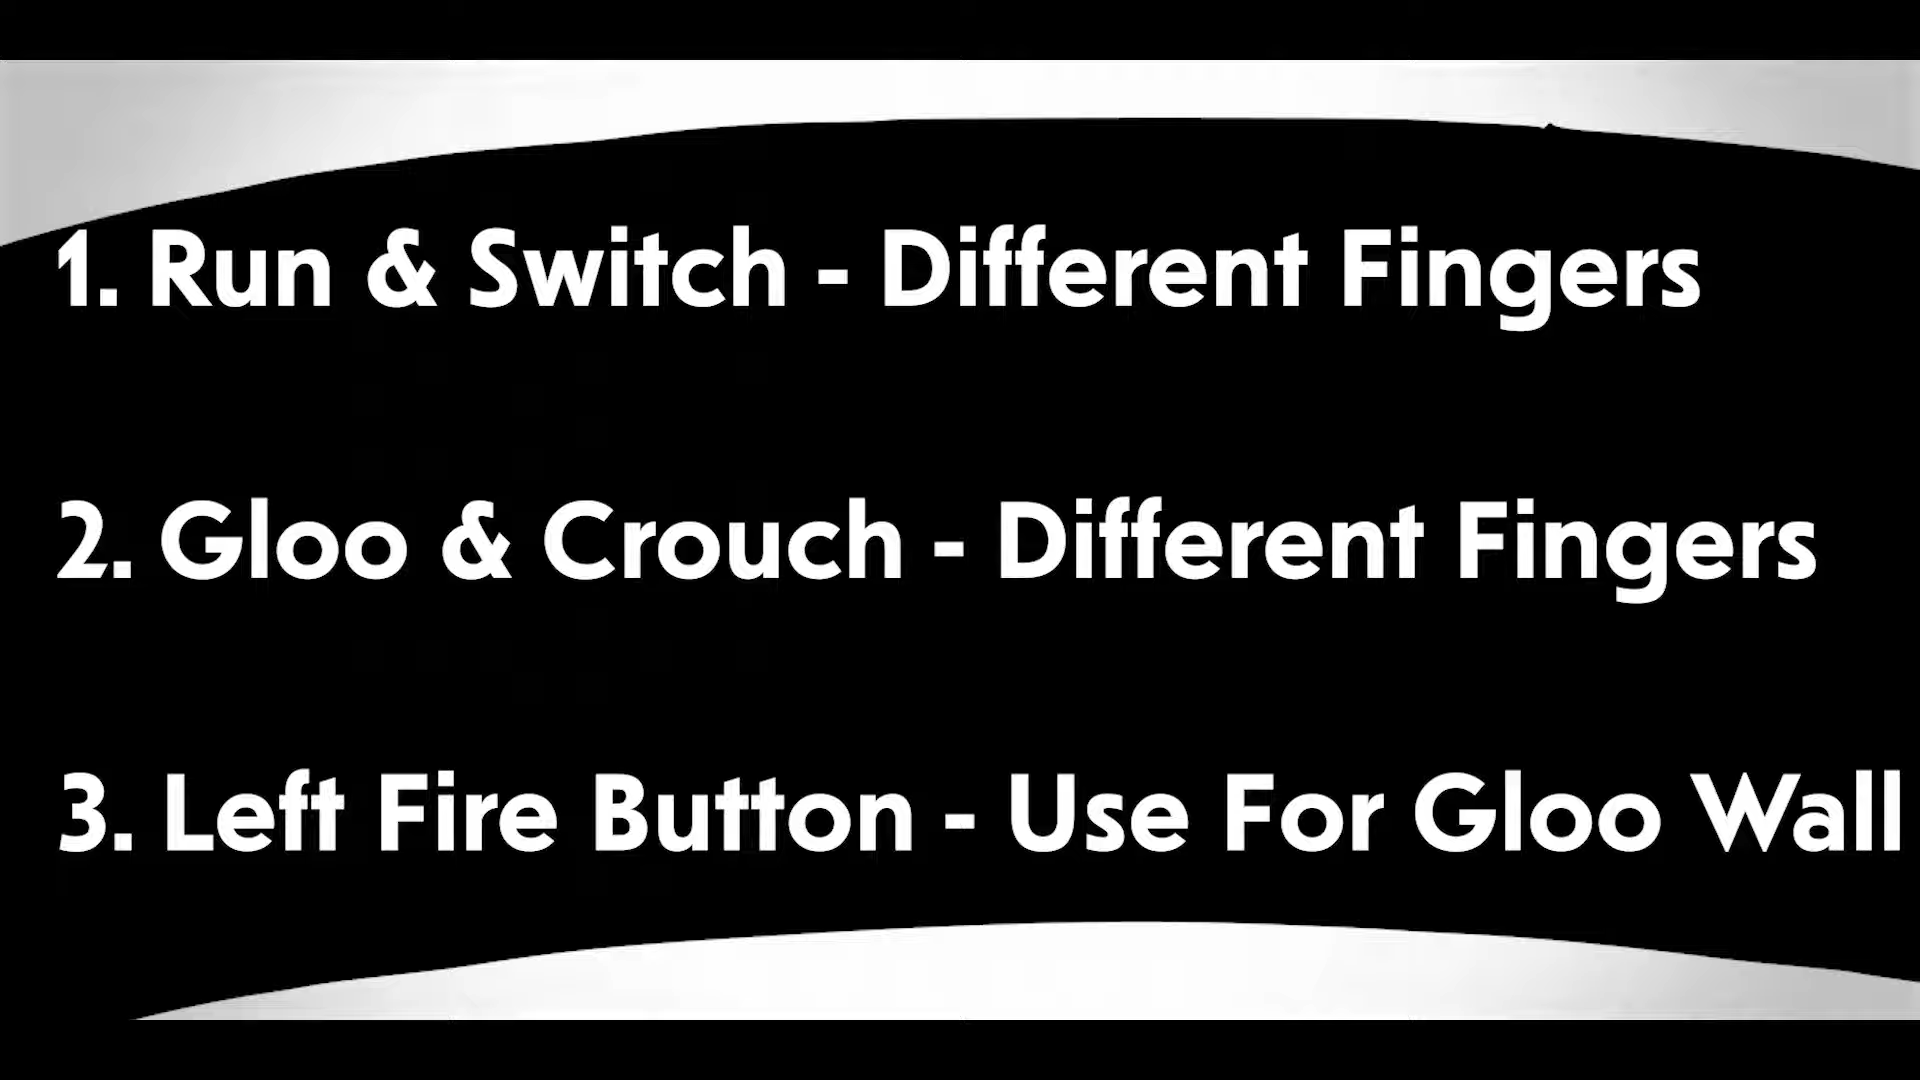 1. Run & Switch - Different Fingers
2. Gloo & Crouch - Different Fingers
3. Left Fire Button - Use For Gloo Wall